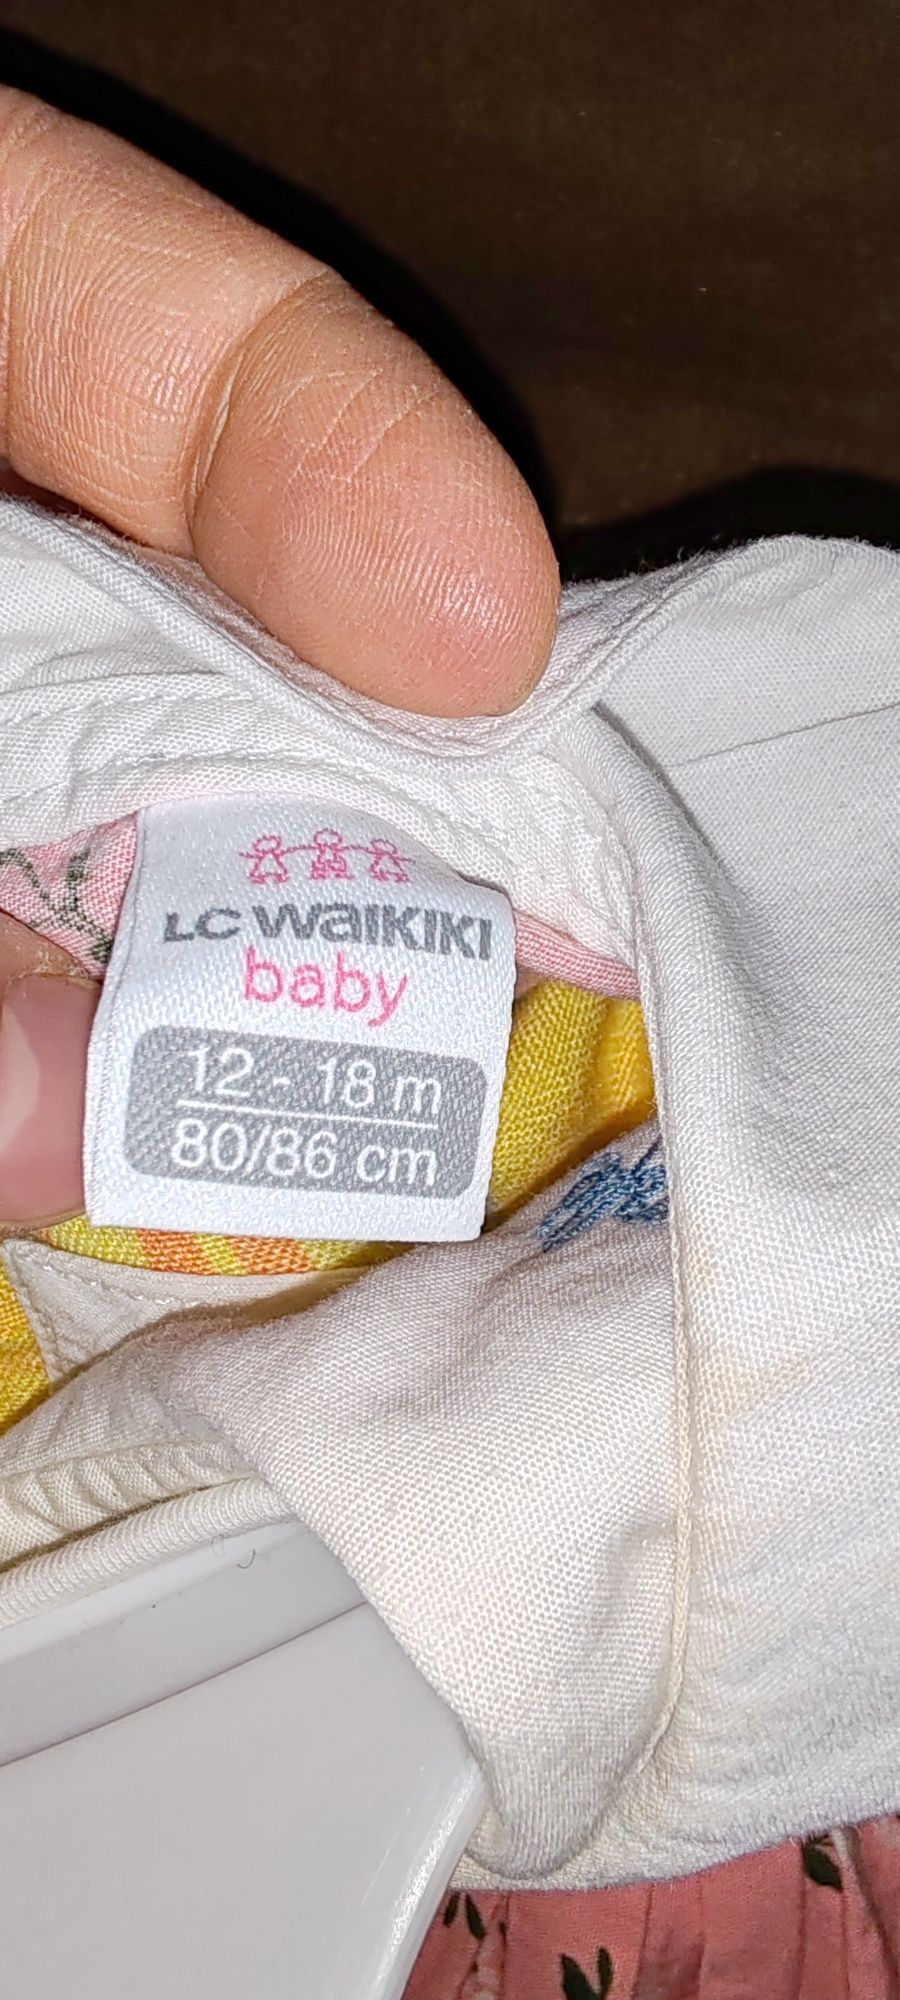 LC WAIKIKI
baby
12 - 18 m
80/86 cm